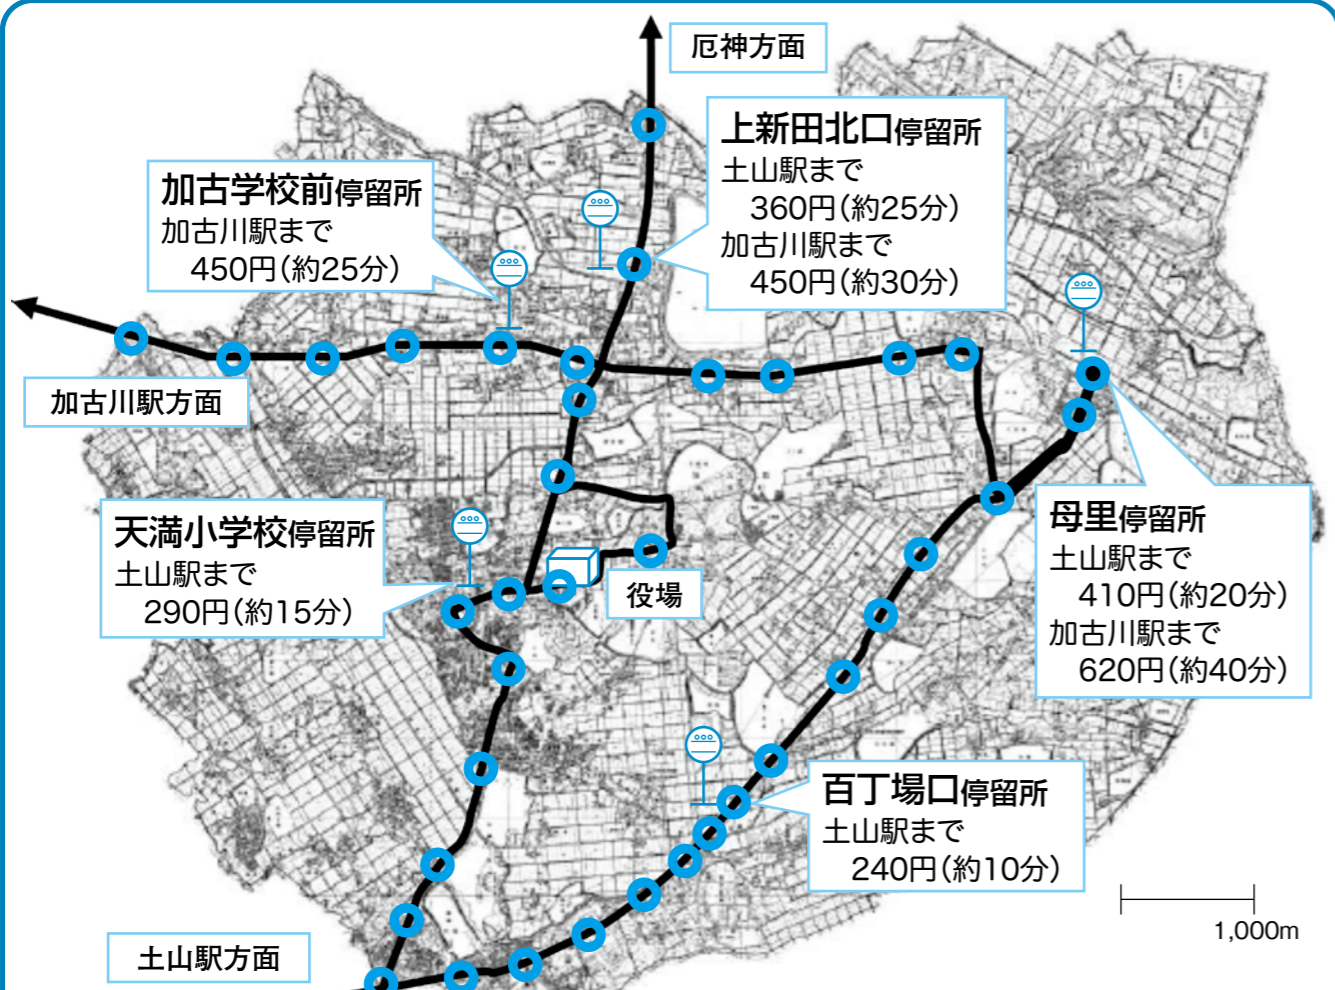 厄神方面
上新田北口停留所
土山駅まで
360円(約25分)
加古川駅まで
450円(約30分)
加古学校前停留所
加古川駅まで
450円(約25分)
加古川駅方面
天満小学校停留所
土山駅まで
290円(約15分)
役場
母里停留所
土山駅まで
410円(約20分)
加古川駅まで
620円(約40分)
百丁場口停留所
土山駅まで
240円(約10分)
土山駅方面
1,000m